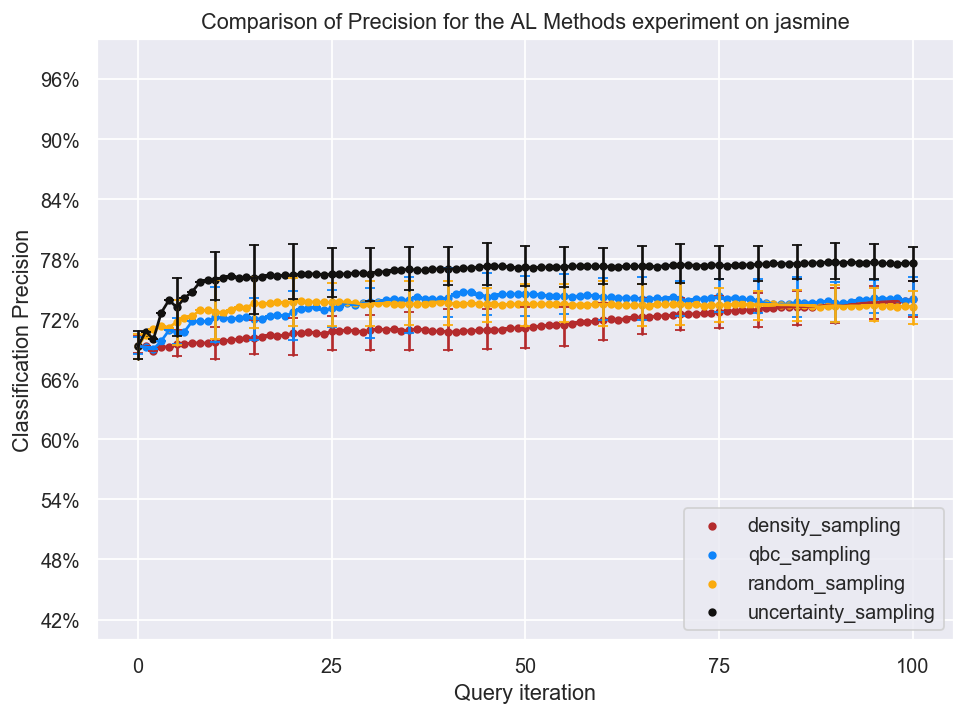 Comparison of Precision for the AL Methods experiment on jasmine
Classification Precision
96%
90%
84%
78%
72%
66%
60%
54%
48%
42%
density_sampling
qbc_sampling
random_sampling
uncertainty_sampling
0 25 50 75 100
Query iteration